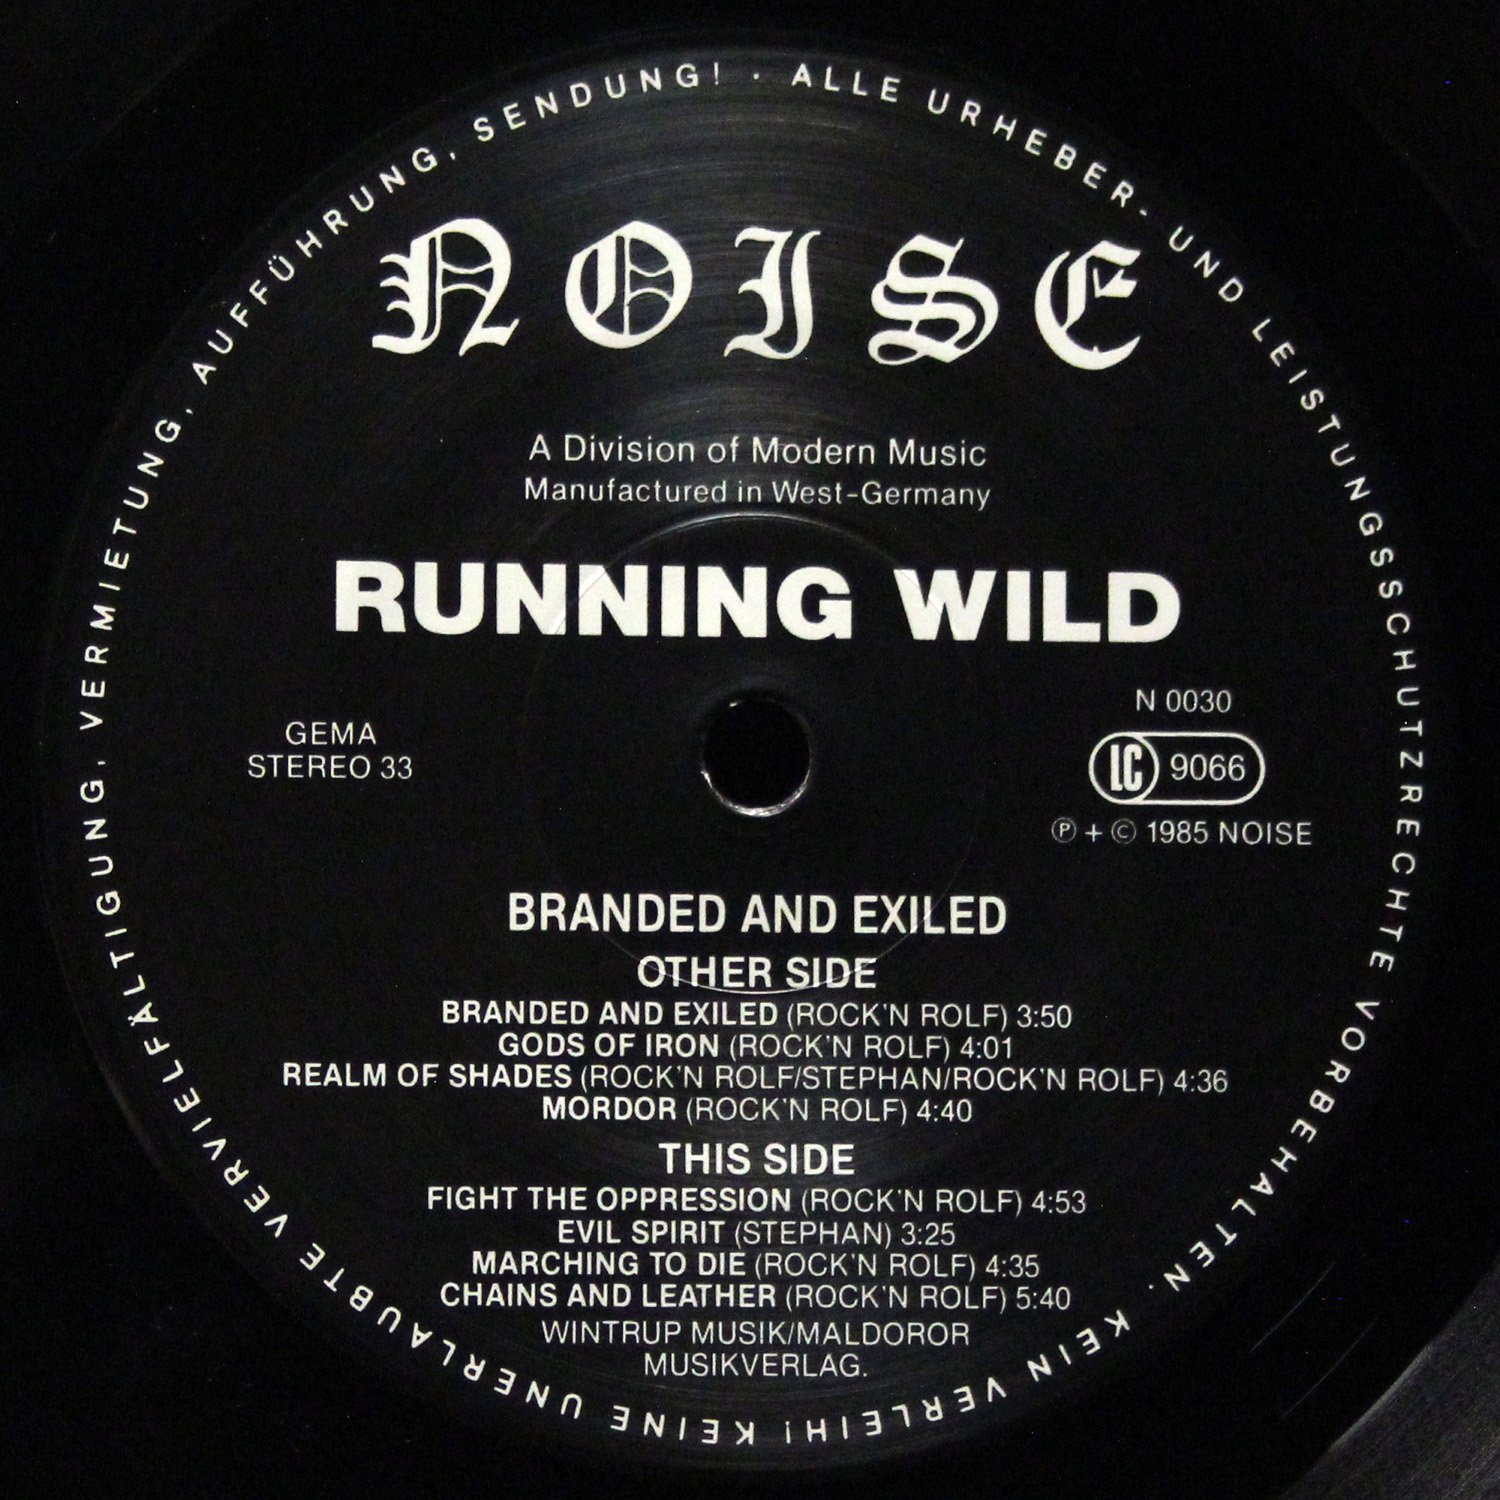 ALLE URHEBER- UND LEISTUNGSSCHUTZRECHTE VORBEHALTEN. KEIN VERLEIH! KEINE UNERLAUBTE VERVIELFÄLTIGUNG, VERMIETUNG, AUFFÜHRUNG, SENDUNG! ·
NOISE
A Division of Modern Music
Manufactured in West-Germany
RUNNING WILD
GEMA
STEREO 33
N 0030
LC 9066
℗ + © 1985 NOISE
BRANDED AND EXILED
OTHER SIDE
BRANDED AND EXILED (ROCK'N ROLF) 3:50
GODS OF IRON (ROCK'N ROLF) 4:01
REALM OF SHADES (ROCK'N ROLF/STEPHAN/ROCK'N ROLF) 4:36
MORDOR (ROCK'N ROLF) 4:40
THIS SIDE
FIGHT THE OPPRESSION (ROCK'N ROLF) 4:53
EVIL SPIRIT (STEPHAN) 3:25
MARCHING TO DIE (ROCK'N ROLF) 4:35
CHAINS AND LEATHER (ROCK'N ROLF) 5:40
WINTRUP MUSIK/MALDOROR
MUSIKVERLAG.